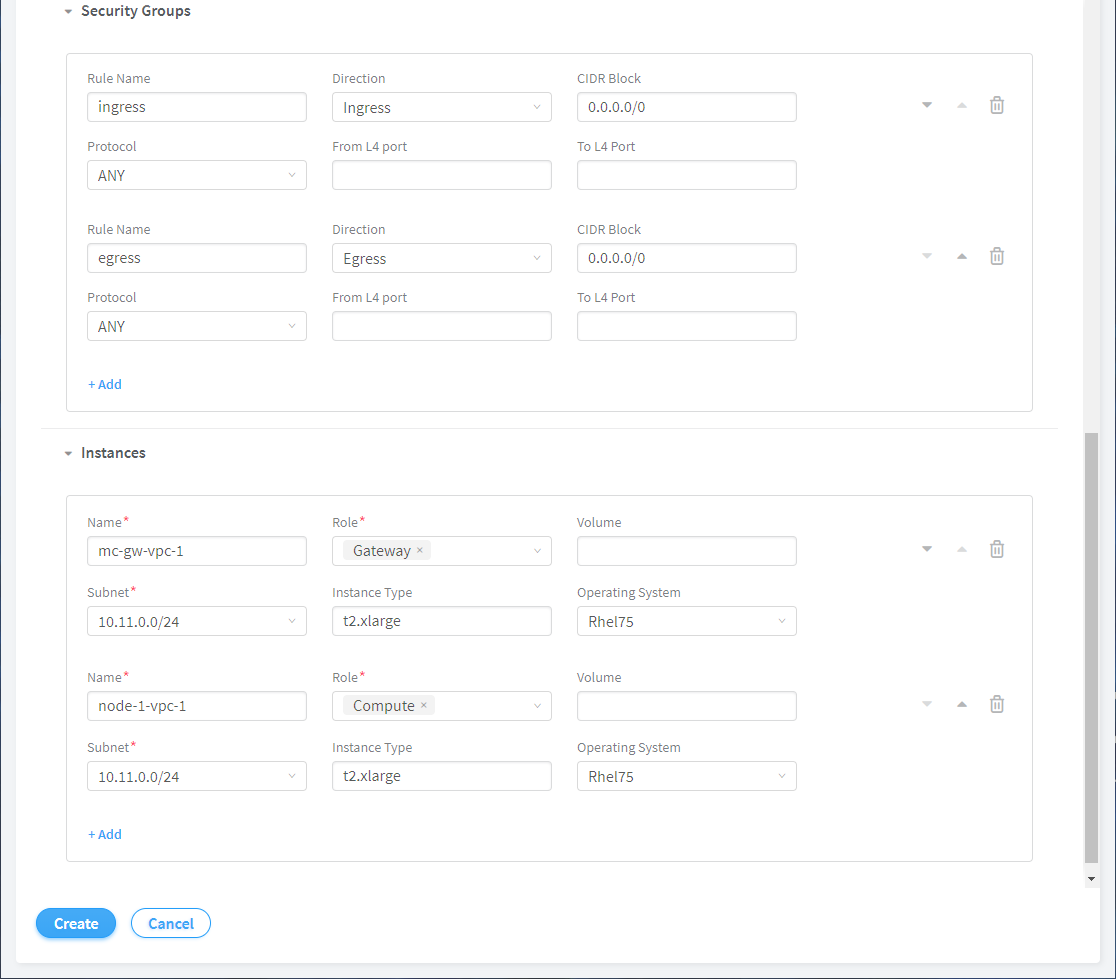 Security Groups
Rule Name Direction CIDR Block
ingress Ingress 0.0.0.0/0
Protocol From L4 port To L4 Port
ANY
Rule Name Direction CIDR Block
egress Egress 0.0.0.0/0
Protocol From L4 port To L4 Port
ANY
+ Add
Instances
Name* Role* Volume
mc-gw-vpc-1 Gateway ×
Subnet* Instance Type Operating System
10.11.0.0/24 t2.xlarge Rhel75
Name* Role* Volume
node-1-vpc-1 Compute ×
Subnet* Instance Type Operating System
10.11.0.0/24 t2.xlarge Rhel75
+ Add
Create Cancel